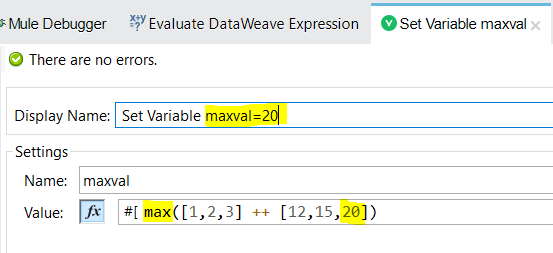 Mule Debugger x+y =? Evaluate DataWeave Expression V Set Variable maxval
There are no errors.
Display Name: Set Variable maxval=20
Settings
Name: maxval
Value: fx #[ max([1,2,3] ++ [12,15,20])